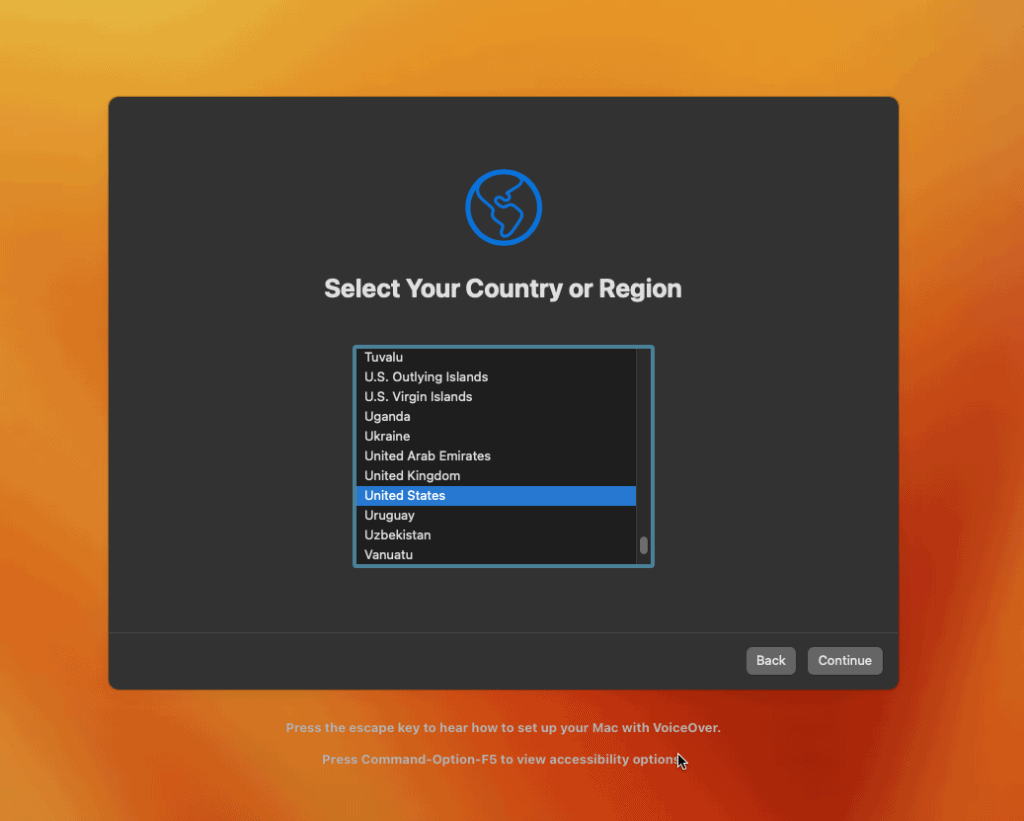 Select Your Country or Region
Tuvalu
U.S. Outlying Islands
U.S. Virgin Islands
Uganda
Ukraine
United Arab Emirates
United Kingdom
United States
Uruguay
Uzbekistan
Vanuatu
Back
Continue
Press the escape key to hear how to set up your Mac with VoiceOver.
Press Command-Option-F5 to view accessibility options